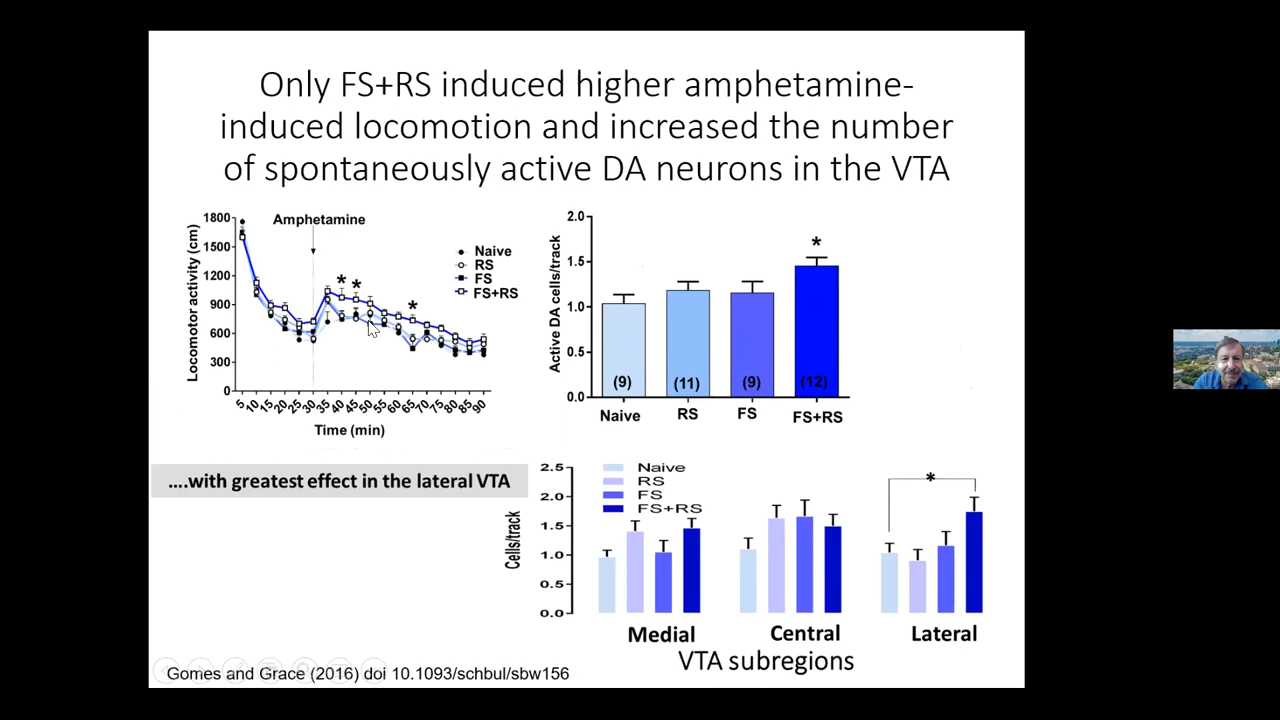 Only FS+RS induced higher amphetamine-
induced locomotion and increased the number
of spontaneously active DA neurons in the VTA
1800
1500
1200
900
600
300
0
Locomotor activity (cm)
Amphetamine
* * *
Naive
RS
FS
FS+RS
5 10 15 20 25 30 35 40 45 50 55 60 65 70 75 80 85 90
Time (min)
2.0
1.5
1.0
0.5
0.0
Active DA cells/track
*
(9) (11) (9) (12)
Naive RS FS FS+RS
....with greatest effect in the lateral VTA
2.5
2.0
1.5
1.0
0.5
0.0
Cells/track
Naive
RS
FS
FS+RS
*
Medial Central Lateral
VTA subregions
Gomes and Grace (2016) doi 10.1093/schbul/sbw156